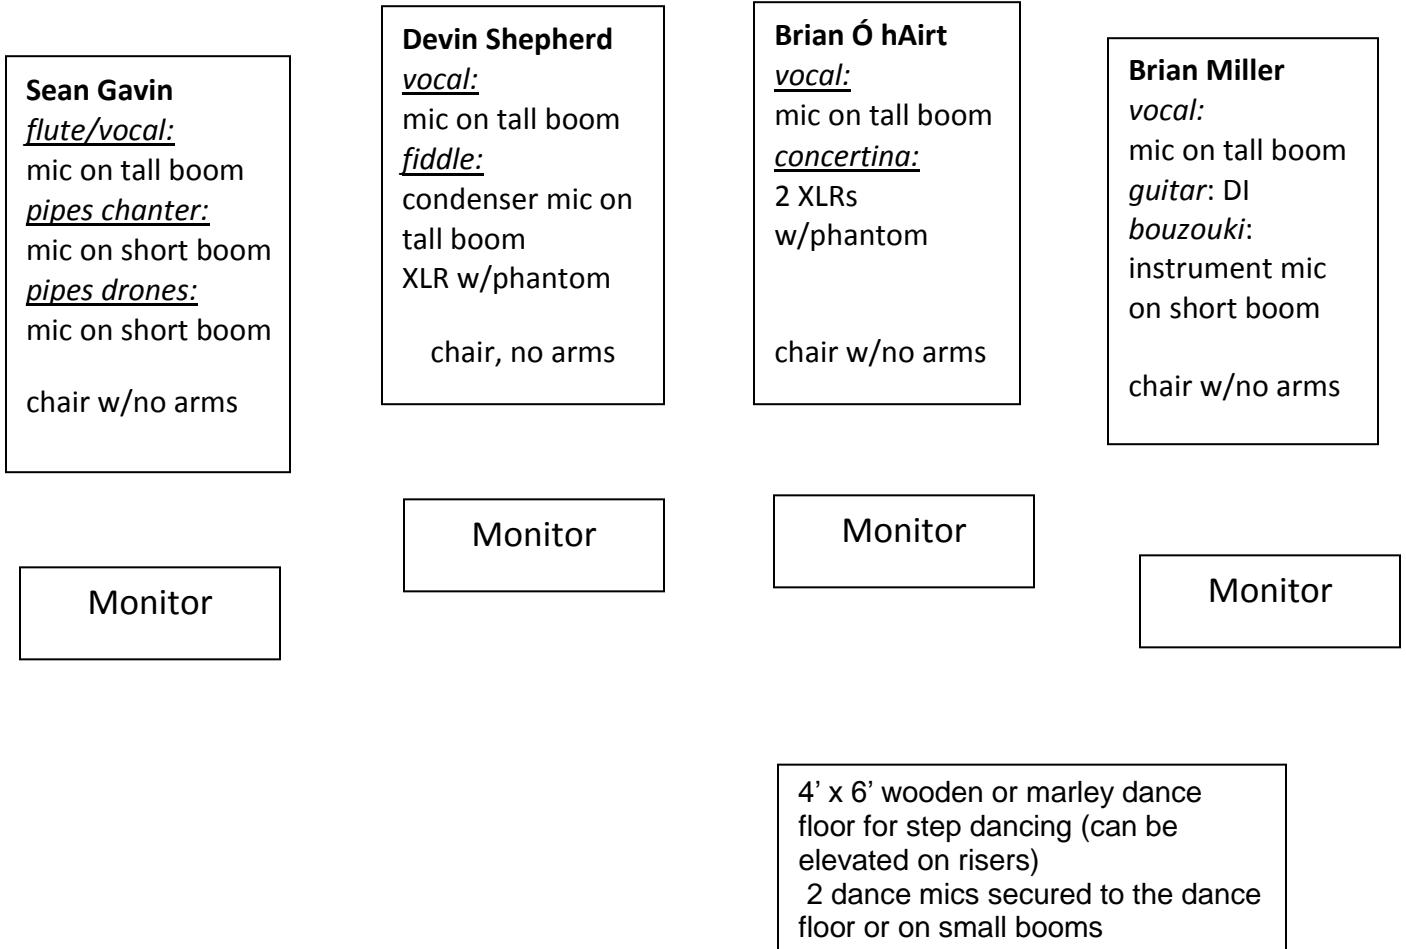 Sean Gavin
flute/vocal:
mic on tall boom
pipes chanter:
mic on short boom
pipes drones:
mic on short boom
chair w/no arms
Devin Shepherd
vocal:
mic on tall boom
fiddle:
condenser mic on
tall boom
XLR w/phantom
chair, no arms
Brian Ó hAirt
vocal:
mic on tall boom
concertina:
2 XLRs
w/phantom
chair w/no arms
Brian Miller
vocal:
mic on tall boom
guitar: DI
bouzouki:
instrument mic
on short boom
chair w/no arms
Monitor
Monitor
Monitor
Monitor
4’ x 6’ wooden or marley dance
floor for step dancing (can be
elevated on risers)
2 dance mics secured to the dance
floor or on small booms